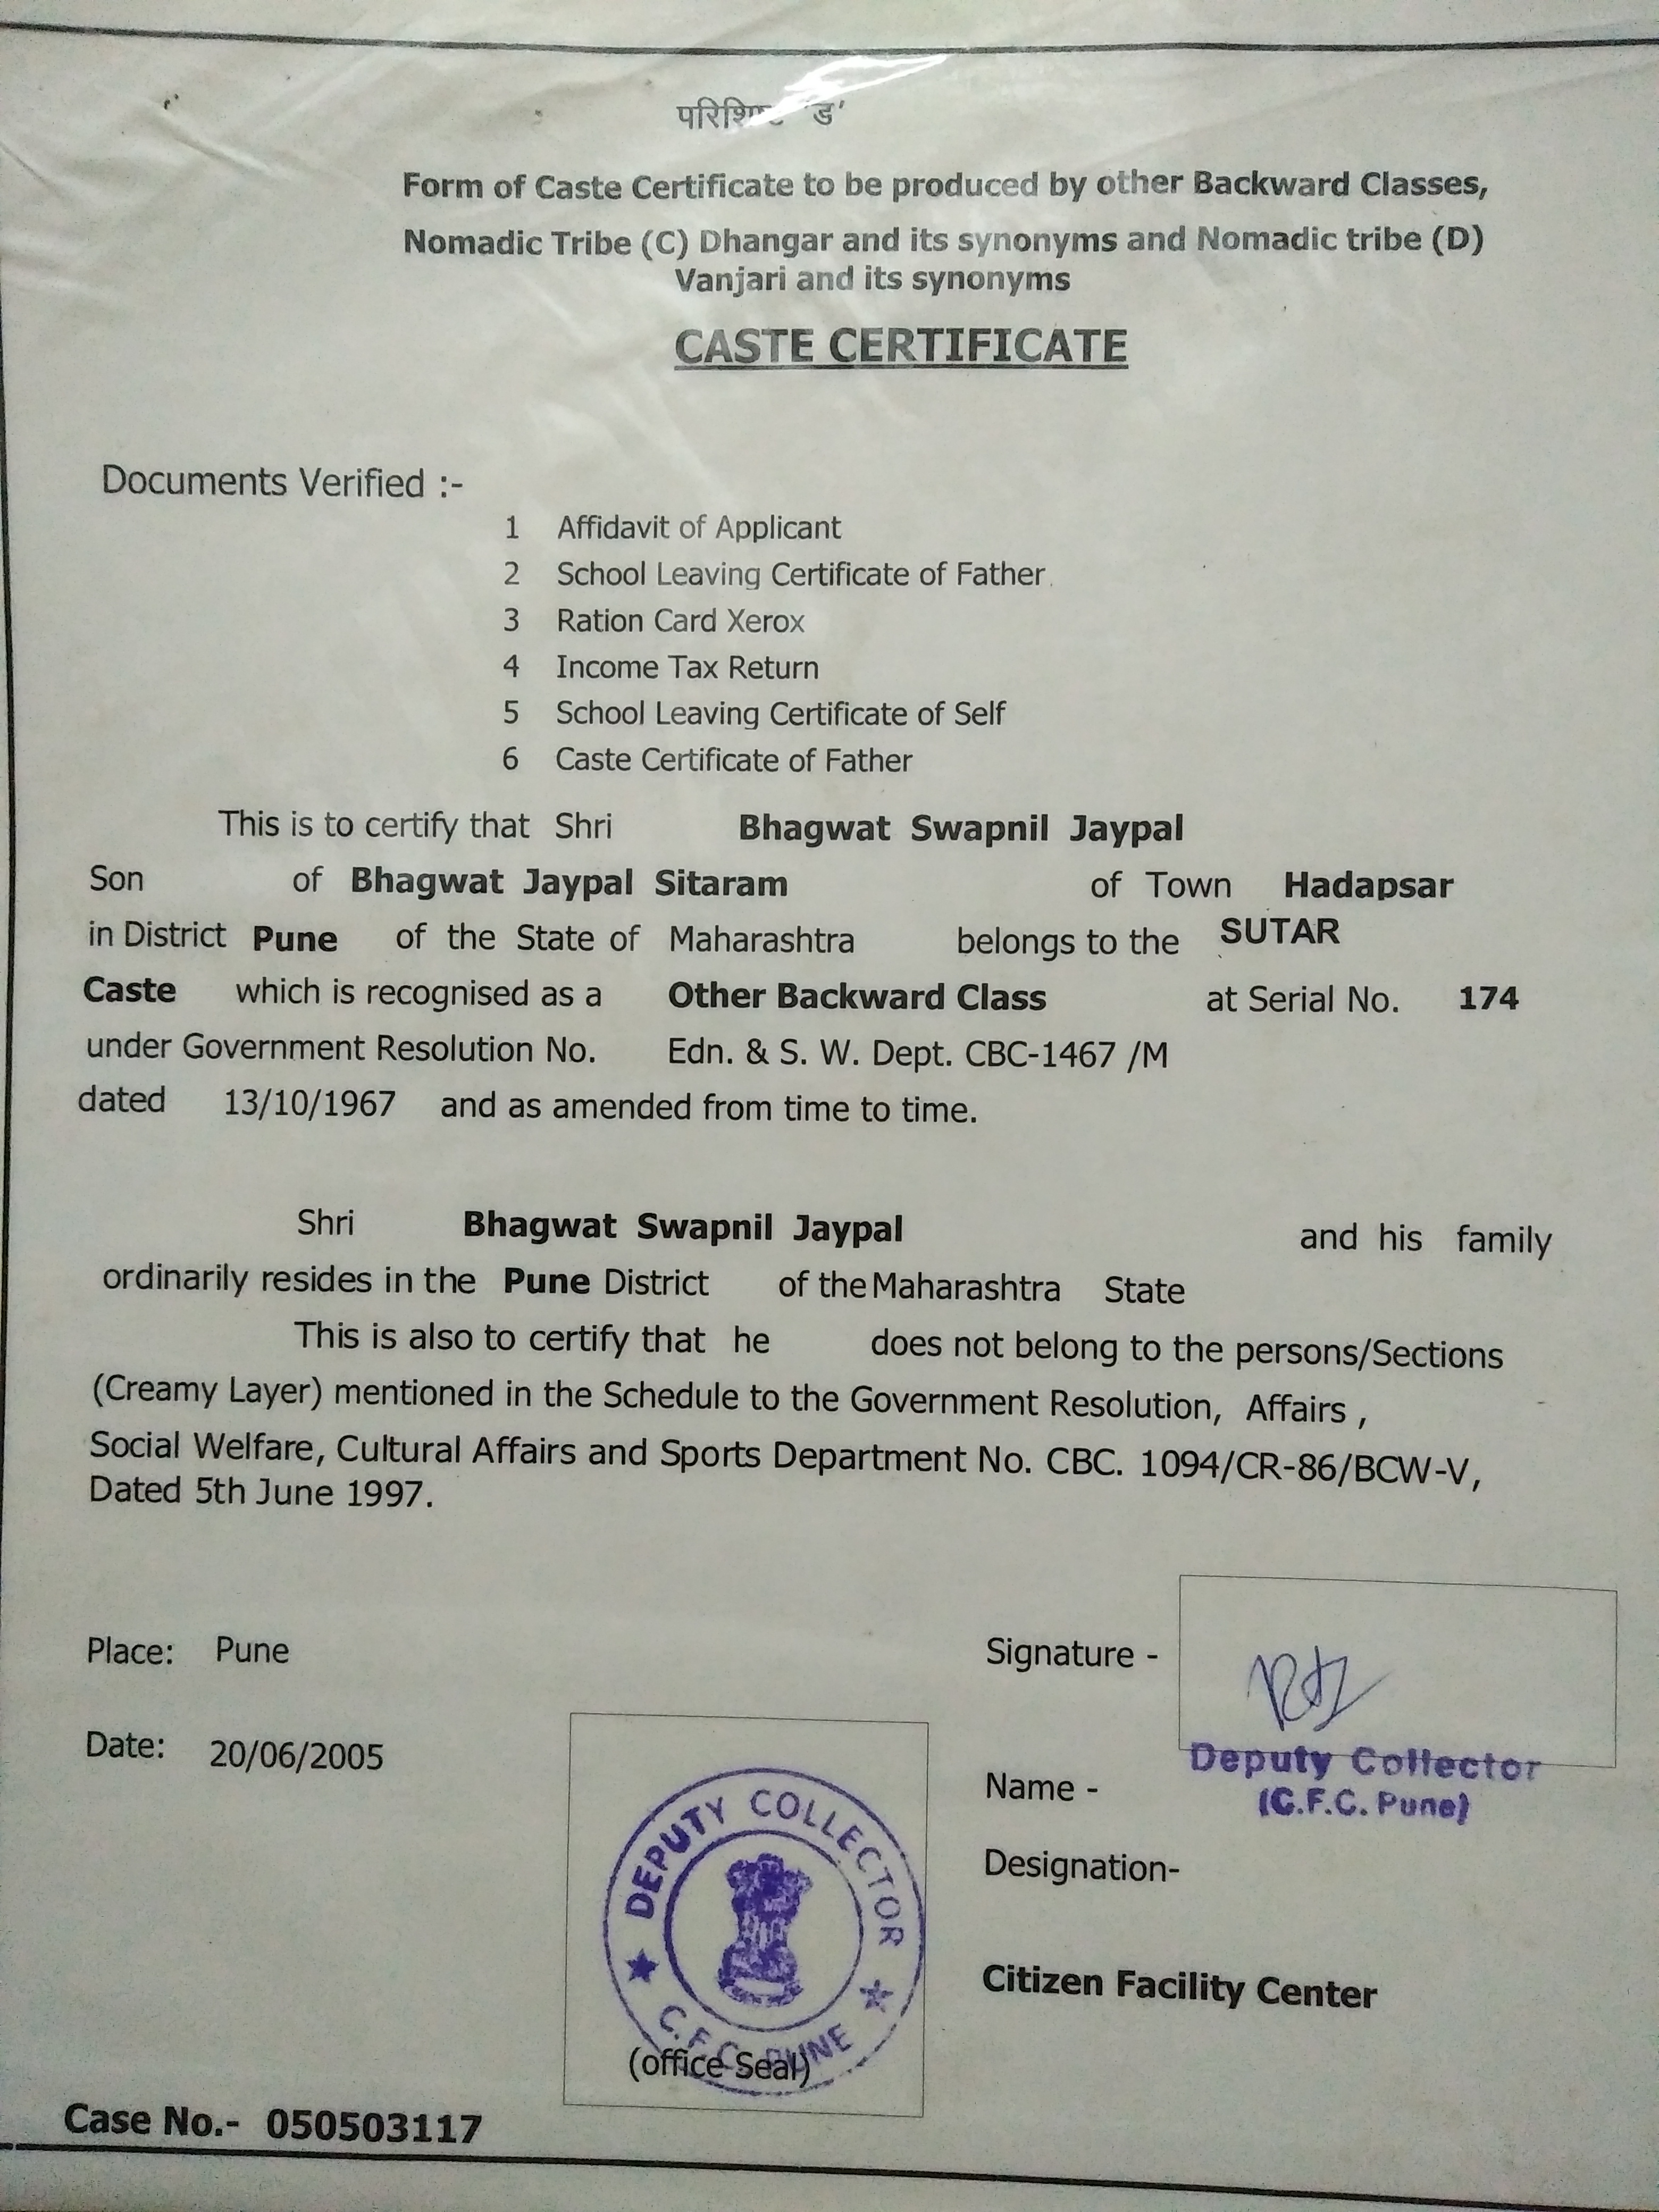 परिशिष्ट 'ड'
Form of Caste Certificate to be produced by other Backward Classes,
Nomadic Tribe (C) Dhangar and its synonyms and Nomadic tribe (D)
Vanjari and its synonyms
CASTE CERTIFICATE
Documents Verified :-
1 Affidavit of Applicant
2 School Leaving Certificate of Father
3 Ration Card Xerox
4 Income Tax Return
5 School Leaving Certificate of Self
6 Caste Certificate of Father
This is to certify that Shri Bhagwat Swapnil Jaypal
Son of Bhagwat Jaypal Sitaram of Town Hadapsar
in District Pune of the State of Maharashtra belongs to the SUTAR
Caste which is recognised as a Other Backward Class at Serial No. 174
under Government Resolution No. Edn. & S. W. Dept. CBC-1467 /M
dated 13/10/1967 and as amended from time to time.
Shri Bhagwat Swapnil Jaypal and his family
ordinarily resides in the Pune District of the Maharashtra State
This is also to certify that he does not belong to the persons/Sections
(Creamy Layer) mentioned in the Schedule to the Government Resolution, Affairs ,
Social Welfare, Cultural Affairs and Sports Department No. CBC. 1094/CR-86/BCW-V,
Dated 5th June 1997.
Place: Pune
Signature -
Date: 20/06/2005
Deputy Collector
Name -
(C.F.C. Pune)
Designation-
DEPUTY COLLECTOR
C.F.C. PUNE
Citizen Facility Center
(office Seal)
Case No.- 050503117